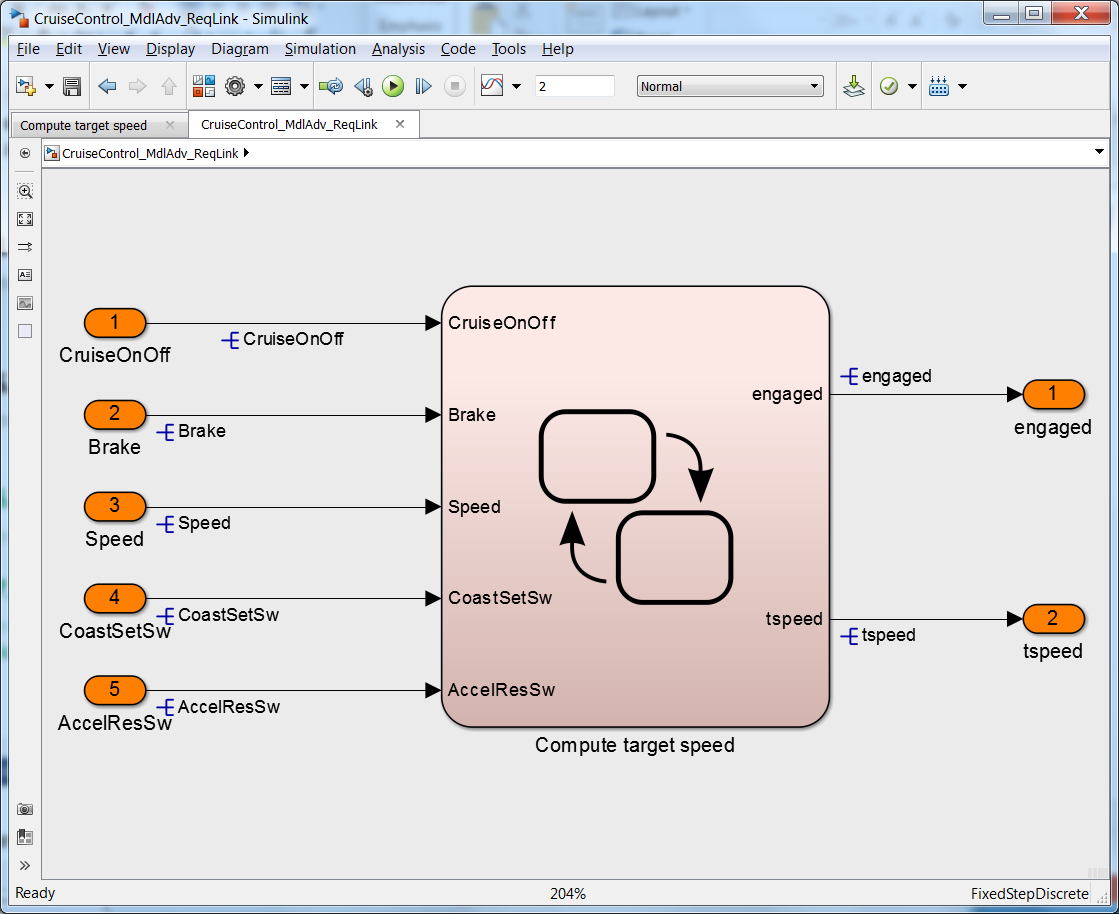 CruiseControl_MdlAdv_ReqLink - Simulink
File Edit View Display Diagram Simulation Analysis Code Tools Help
2 Normal
Compute target speed CruiseControl_MdlAdv_ReqLink
CruiseControl_MdlAdv_ReqLink
1
CruiseOnOff
CruiseOnOff
CruiseOnOff
2
Brake
Brake
Brake
3
Speed
Speed
Speed
4
CoastSetSw
CoastSetSw
CoastSetSw
5
AccelResSw
AccelResSw
AccelResSw
engaged
engaged
1
engaged
tspeed
tspeed
2
tspeed
Compute target speed
Ready 204% FixedStepDiscrete